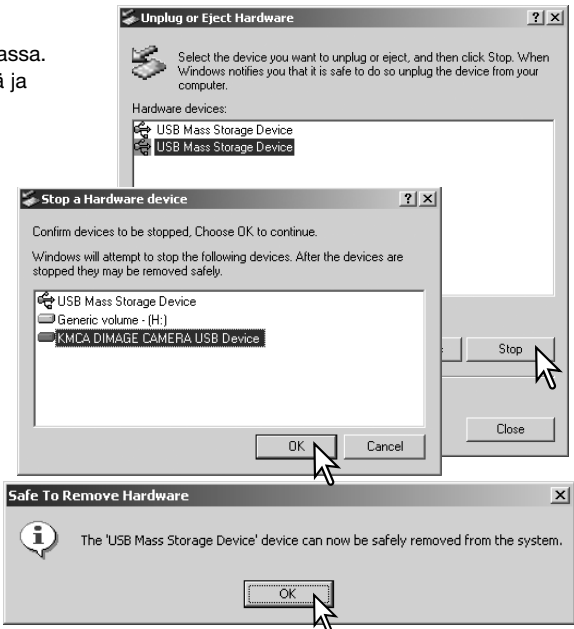 assa.
ä ja
Unplug or Eject Hardware
Select the device you want to unplug or eject, and then click Stop. When
Windows notifies you that it is safe to do so unplug the device from your
computer.
Hardware devices:
USB Mass Storage Device
USB Mass Storage Device
Stop
Close
Stop a Hardware device
Confirm devices to be stopped, Choose OK to continue.
Windows will attempt to stop the following devices. After the devices are
stopped they may be removed safely.
USB Mass Storage Device
Generic volume - (H:)
KMCA DIMAGE CAMERA USB Device
OK
Cancel
Safe To Remove Hardware
The 'USB Mass Storage Device' device can now be safely removed from the system.
OK